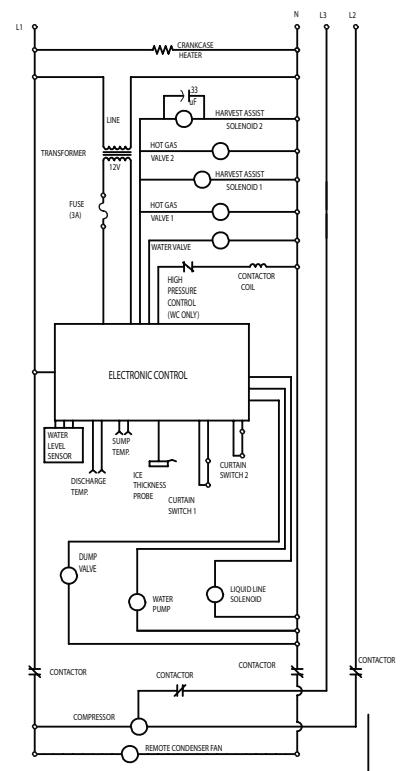 L1
N
L3
L2
CRANKCASE
HEATER
.33
uF
LINE
HARVEST ASSIST
SOLENOID 2
TRANSFORMER
HOT GAS
VALVE 2
12V
HARVEST ASSIST
SOLENOID 1
FUSE
(3A)
HOT GAS
VALVE 1
WATER VALVE
HIGH
PRESSURE
CONTROL
(WC ONLY)
CONTACTOR
COIL
ELECTRONIC CONTROL
WATER
LEVEL
SENSOR
SUMP
TEMP.
DISCHARGE
TEMP.
ICE
THICKNESS
PROBE
CURTAIN
SWITCH 1
CURTAIN
SWITCH 2
DUMP
VALVE
WATER
PUMP
LIQUID LINE
SOLENOID
CONTACTOR
CONTACTOR
CONTACTOR
CONTACTOR
COMPRESSOR
REMOTE CONDENSER FAN